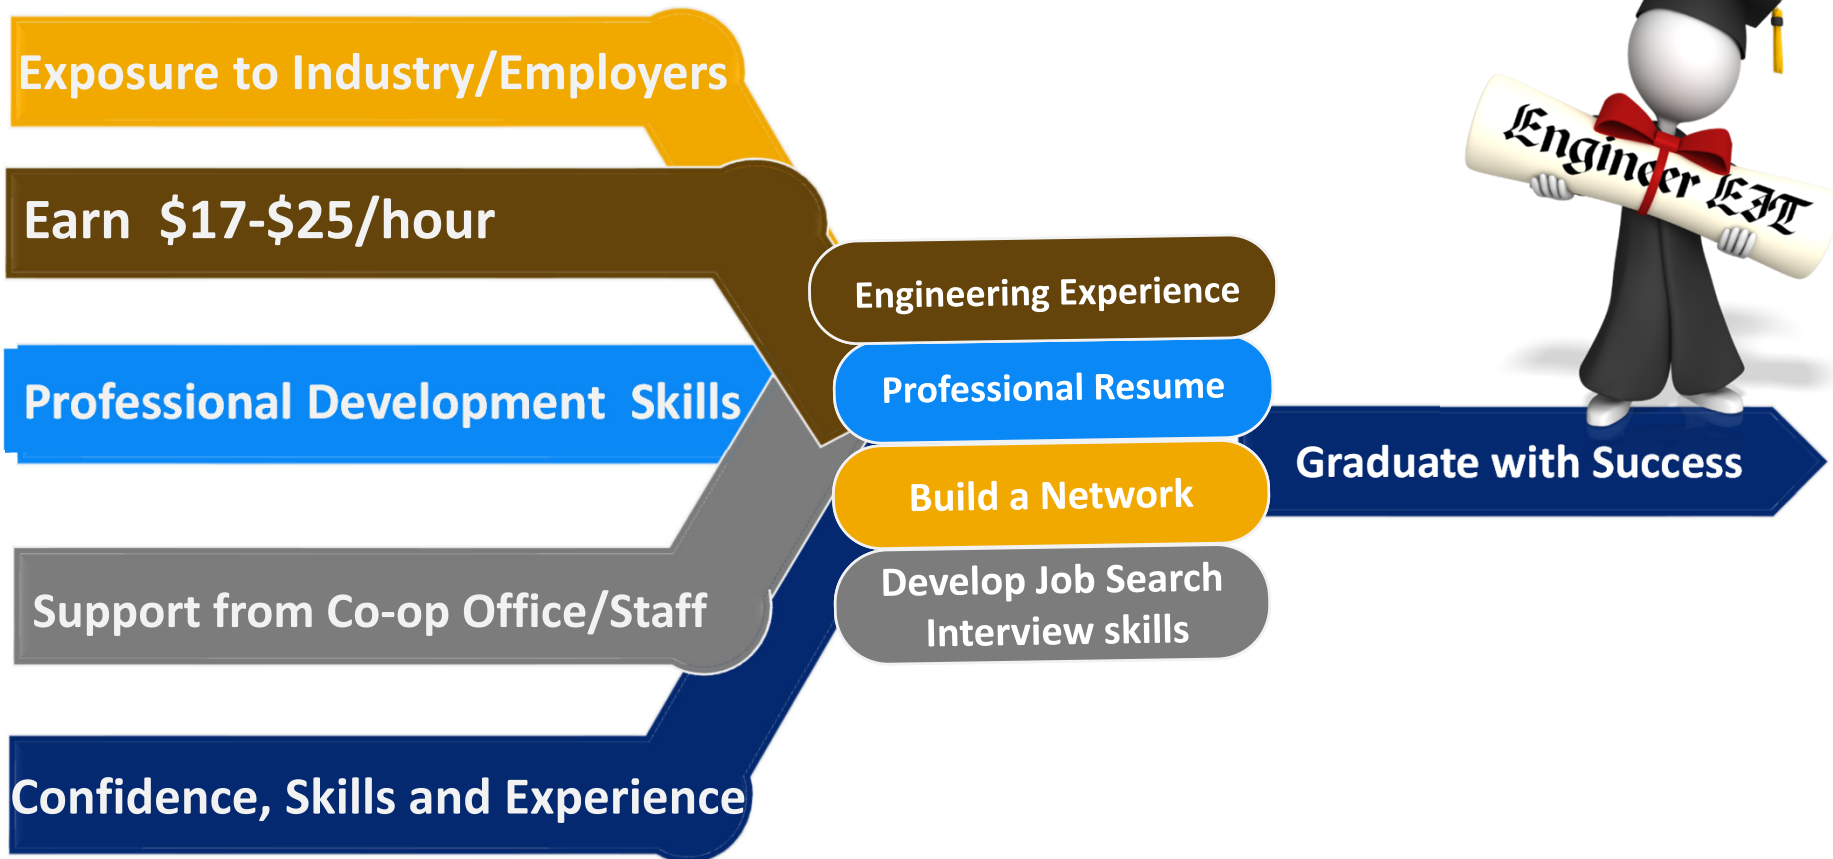 Exposure to Industry/Employers
Earn $17-$25/hour
Professional Development Skills
Support from Co-op Office/Staff
Confidence, Skills and Experience
Engineering Experience
Professional Resume
Build a Network
Develop Job Search
Interview skills
Graduate with Success
Engineer EIT